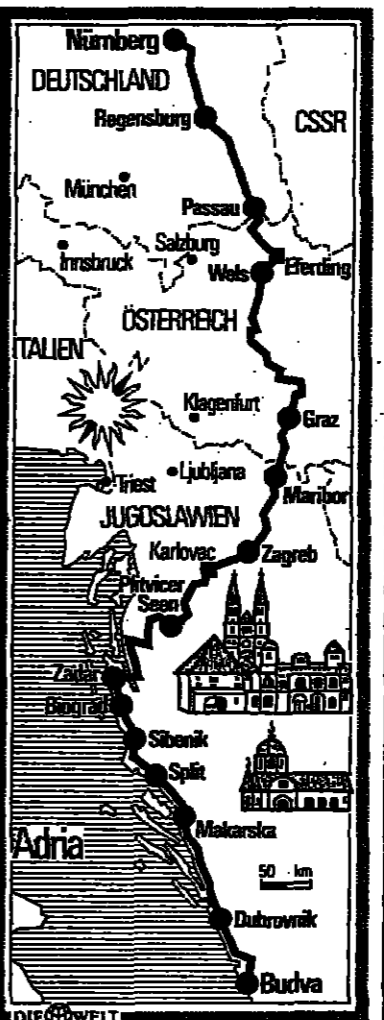 Nürnberg
DEUTSCHLAND
Regensburg
CSSR
München
Passau
Salzburg
Innsbruck
Wels
Eferding
ÖSTERREICH
ITALIEN
Klagenfurt
Graz
Ljubljana
Triest
Maribor
JUGOSLAWIEN
Karlovac
Zagreb
Plitvicer
Seen
Zadar
Biograd
Sibenik
Split
Makarska
Adria
50 km
Dubrovnik
Budva
DIE WELT